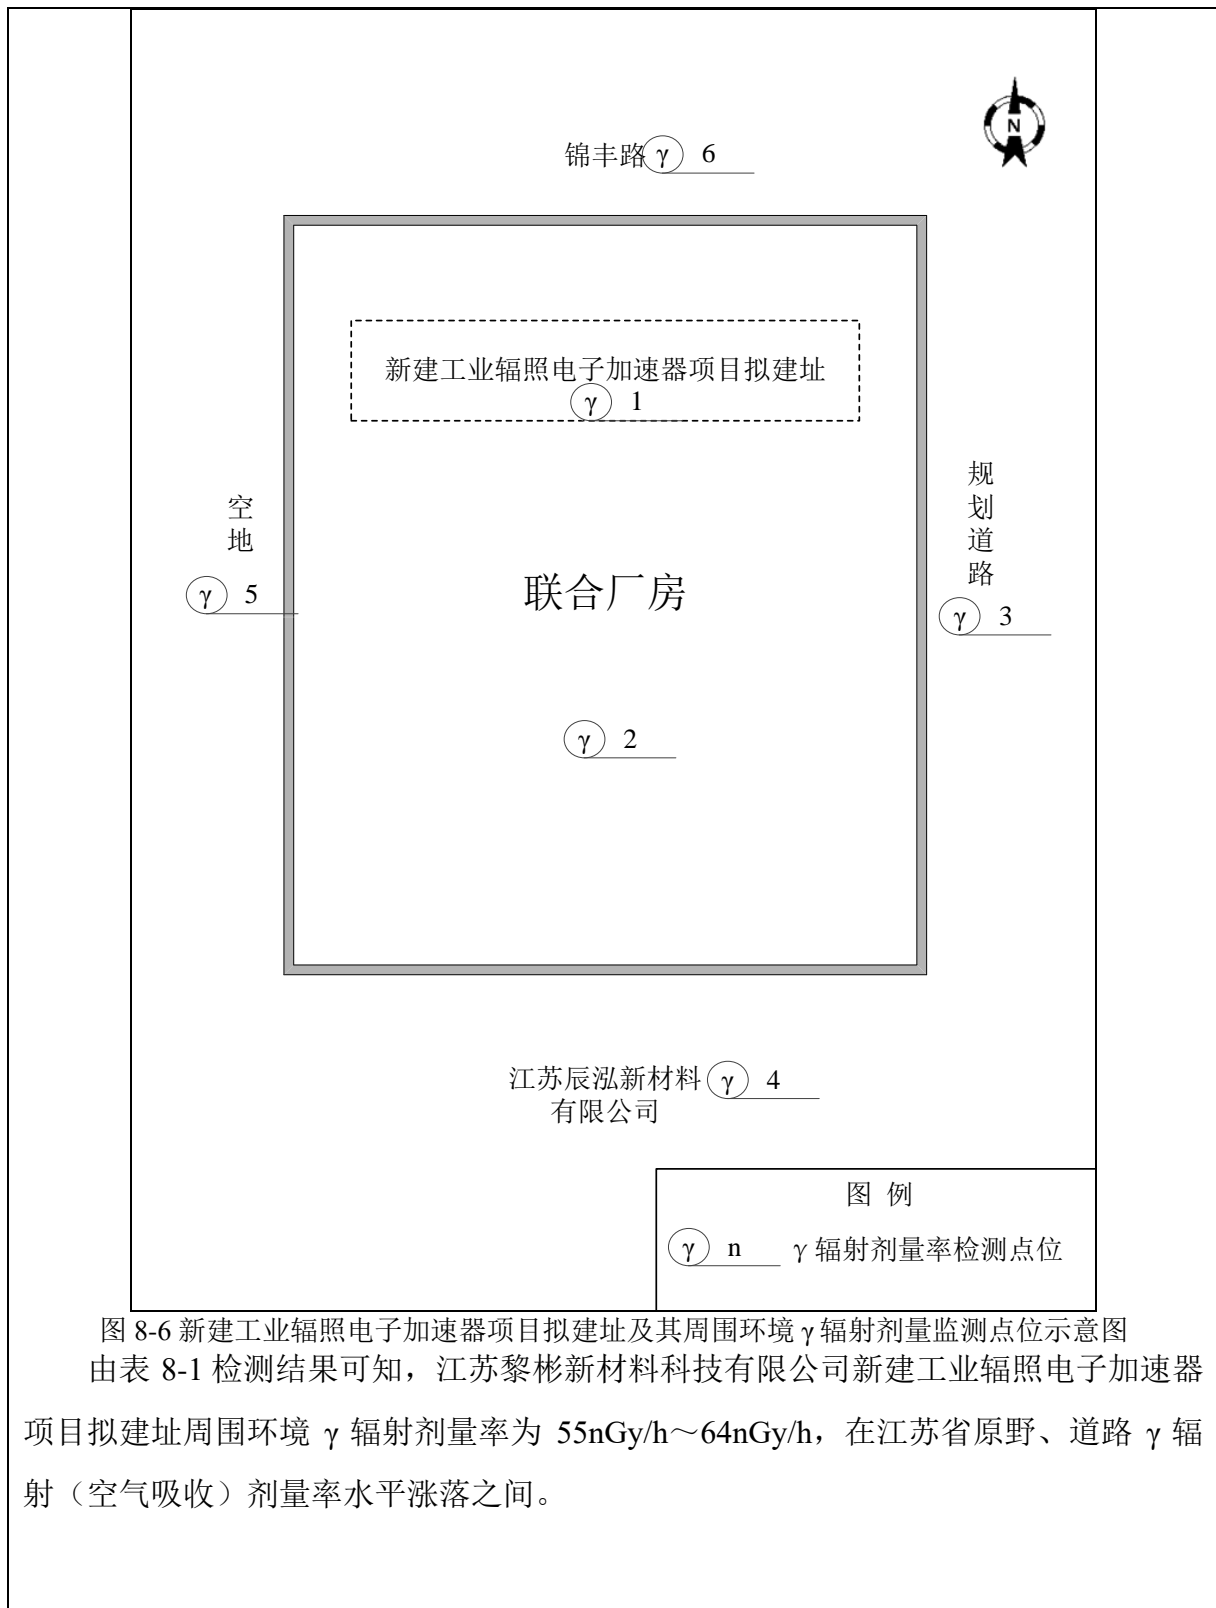 N
锦丰路 γ 6
新建工业辐照电子加速器项目拟建址
γ 1
空地
规划道路
γ 5
联合厂房
γ 3
γ 2
江苏辰泓新材料 γ 4
有限公司
图 例
γ n γ 辐射剂量率检测点位
图 8-6 新建工业辐照电子加速器项目拟建址及其周围环境 γ 辐射剂量监测点位示意图
由表 8-1 检测结果可知，江苏黎彬新材料科技有限公司新建工业辐照电子加速器
项目拟建址周围环境 γ 辐射剂量率为 55nGy/h～64nGy/h，在江苏省原野、道路 γ 辐
射（空气吸收）剂量率水平涨落之间。